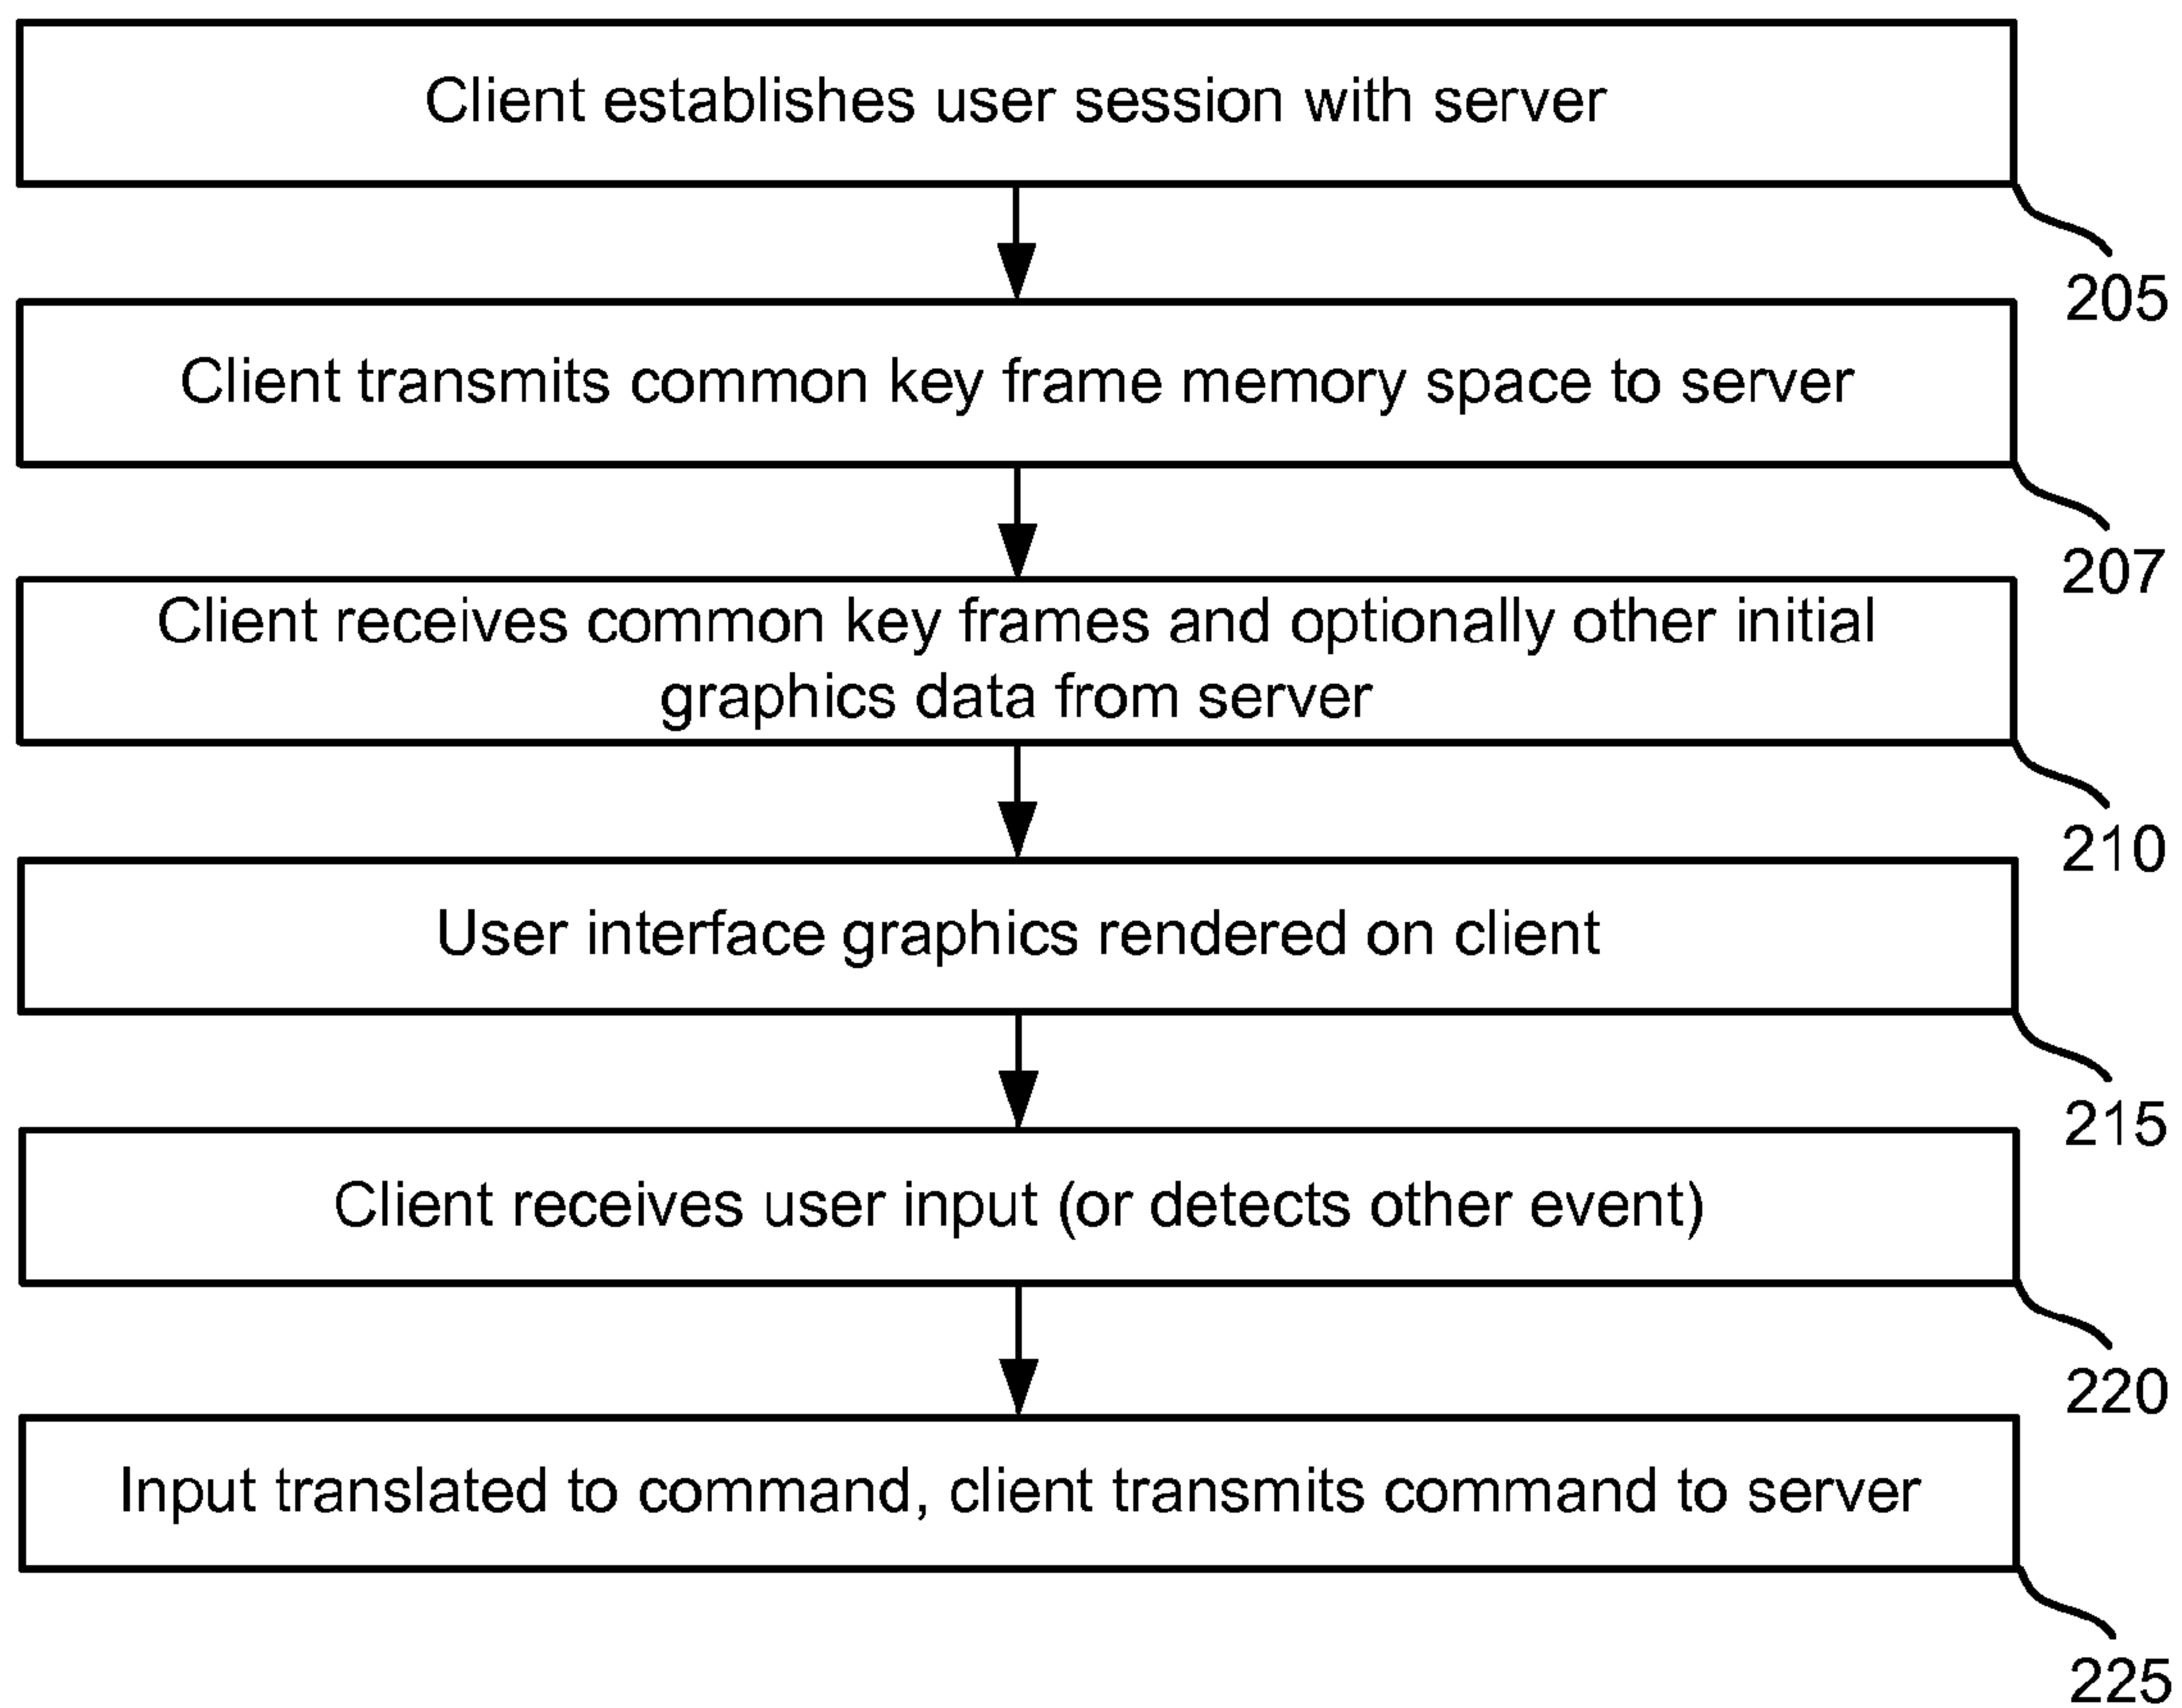 Client establishes user session with server
205
Client transmits common key frame memory space to server
207
Client receives common key frames and optionally other initial
graphics data from server
210
User interface graphics rendered on client
215
Client receives user input (or detects other event)
220
Input translated to command, client transmits command to server
225